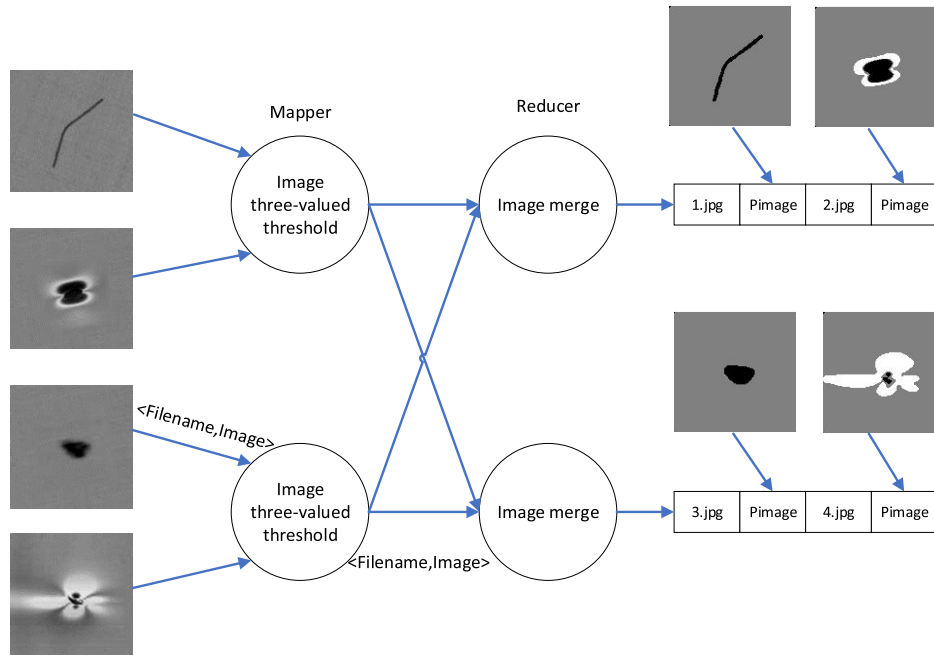 Mapper
Reducer
Image
three-valued
threshold
Image merge
1.jpg Pimage 2.jpg Pimage
<Filename,Image>
Image
three-valued
threshold
Image merge
3.jpg Pimage 4.jpg Pimage
<Filename,Image>